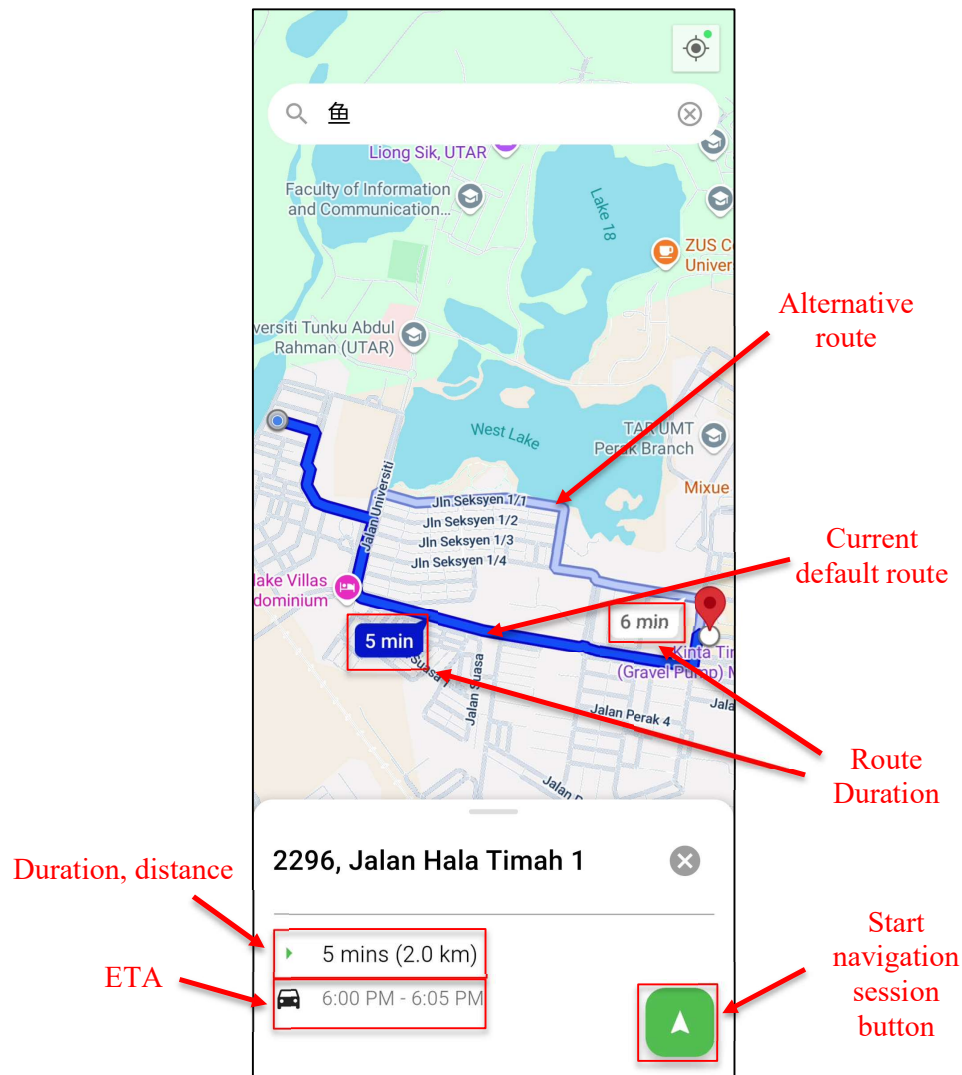 鱼
Liong Sik, UTAR
Faculty of Information
and Communication...
Lake 18
ZUS C
Univer
Alternative
route
versiti Tunku Abdul
Rahman (UTAR)
West Lake
TAR UMT
Perak Branch
Mixue
Jalan Universiti
Jln Seksyen 1/1
Jln Seksyen 1/2
Jln Seksyen 1/3
Jln Seksyen 1/4
Current
default route
lake Villas
dominium
5 min
6 min
Kinta Tin
(Gravel Pump) M
Suasa 1
Jalan Suasa
Jalan Perak 4
Jala
Jalan
Route
Duration
2296, Jalan Hala Timah 1
Duration, distance
5 mins (2.0 km)
ETA
6:00 PM - 6:05 PM
Start
navigation
session
button